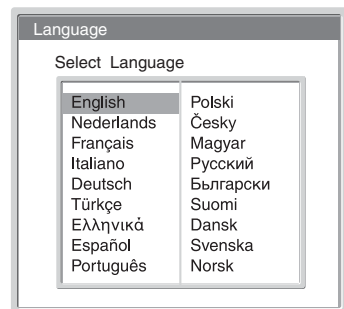 Language
Select Language
English
Nederlands
Français
Italiano
Deutsch
Türkçe
Ελληνικά
Español
Português
Polski
Česky
Magyar
Русский
Бьлгарски
Suomi
Dansk
Svenska
Norsk